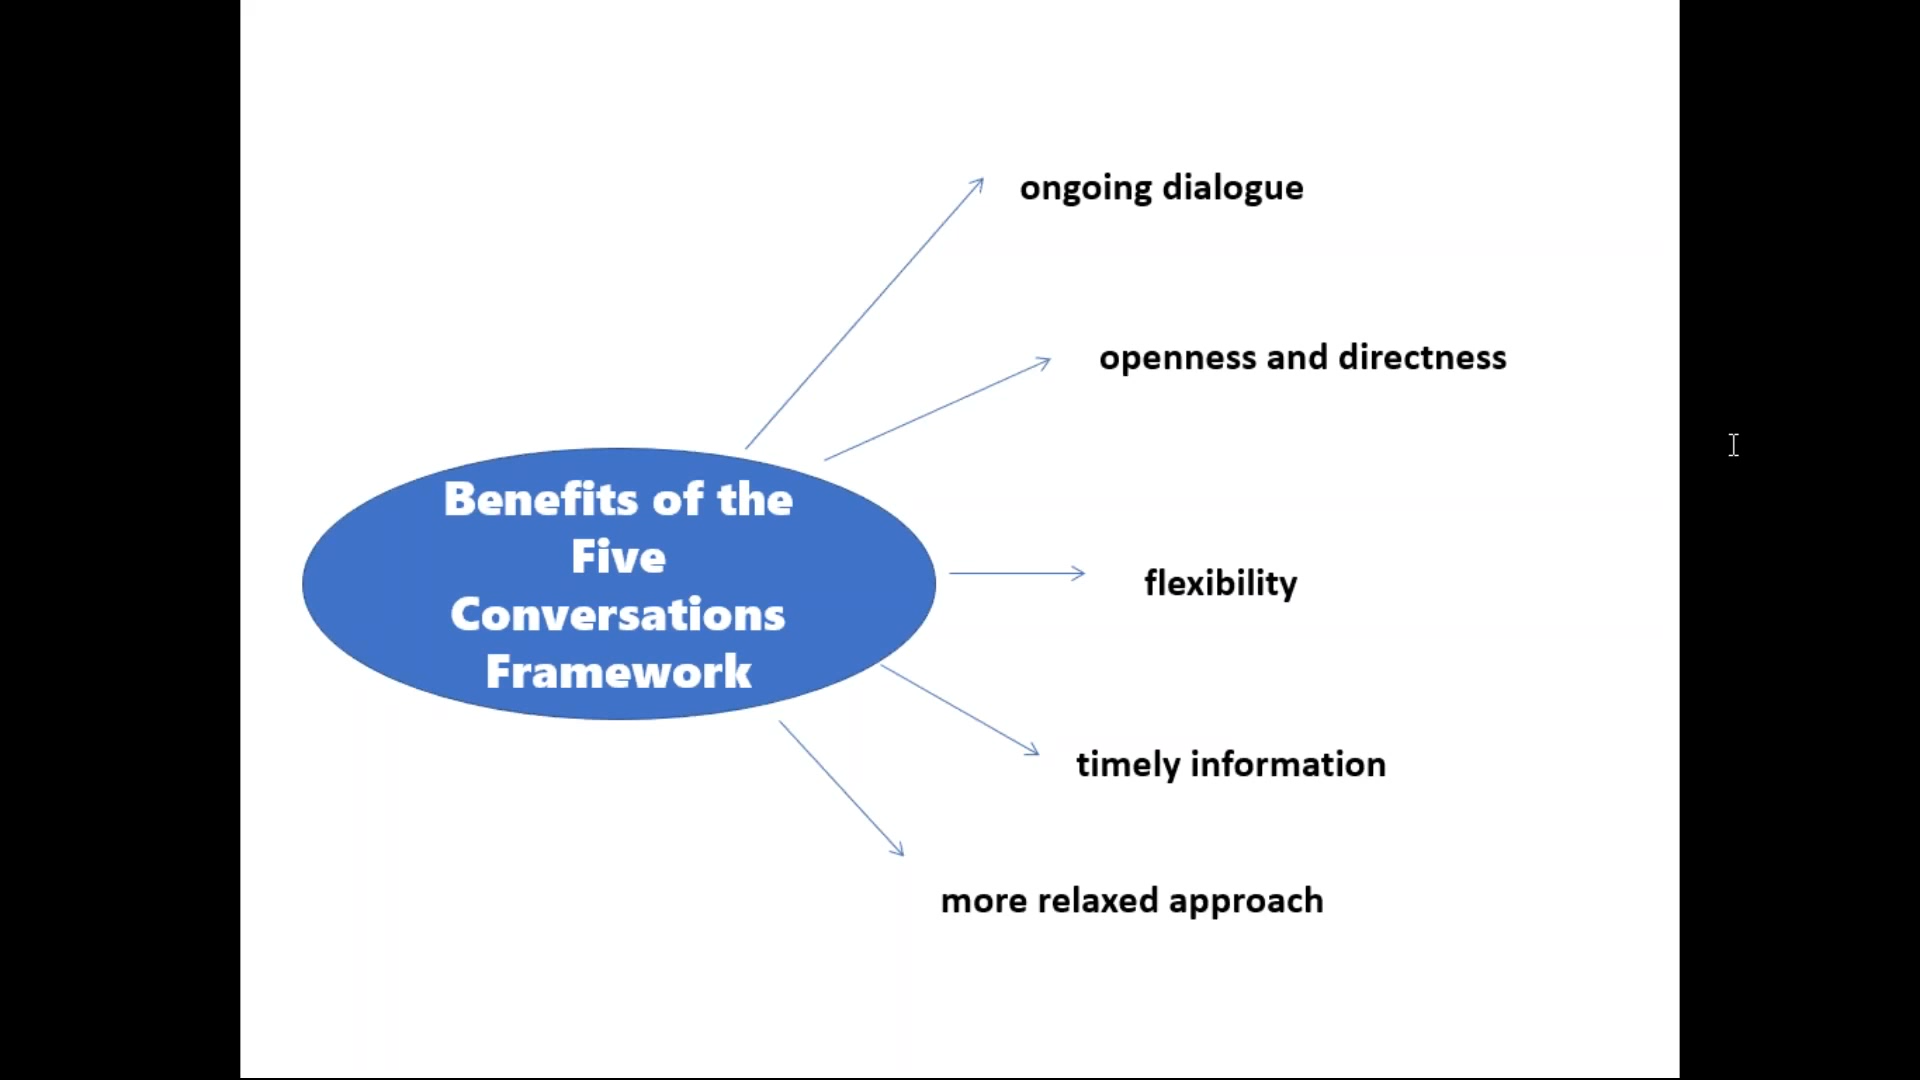 ongoing dialogue
openness and directness
Benefits of the
Five
Conversations
Framework
flexibility
timely information
more relaxed approach